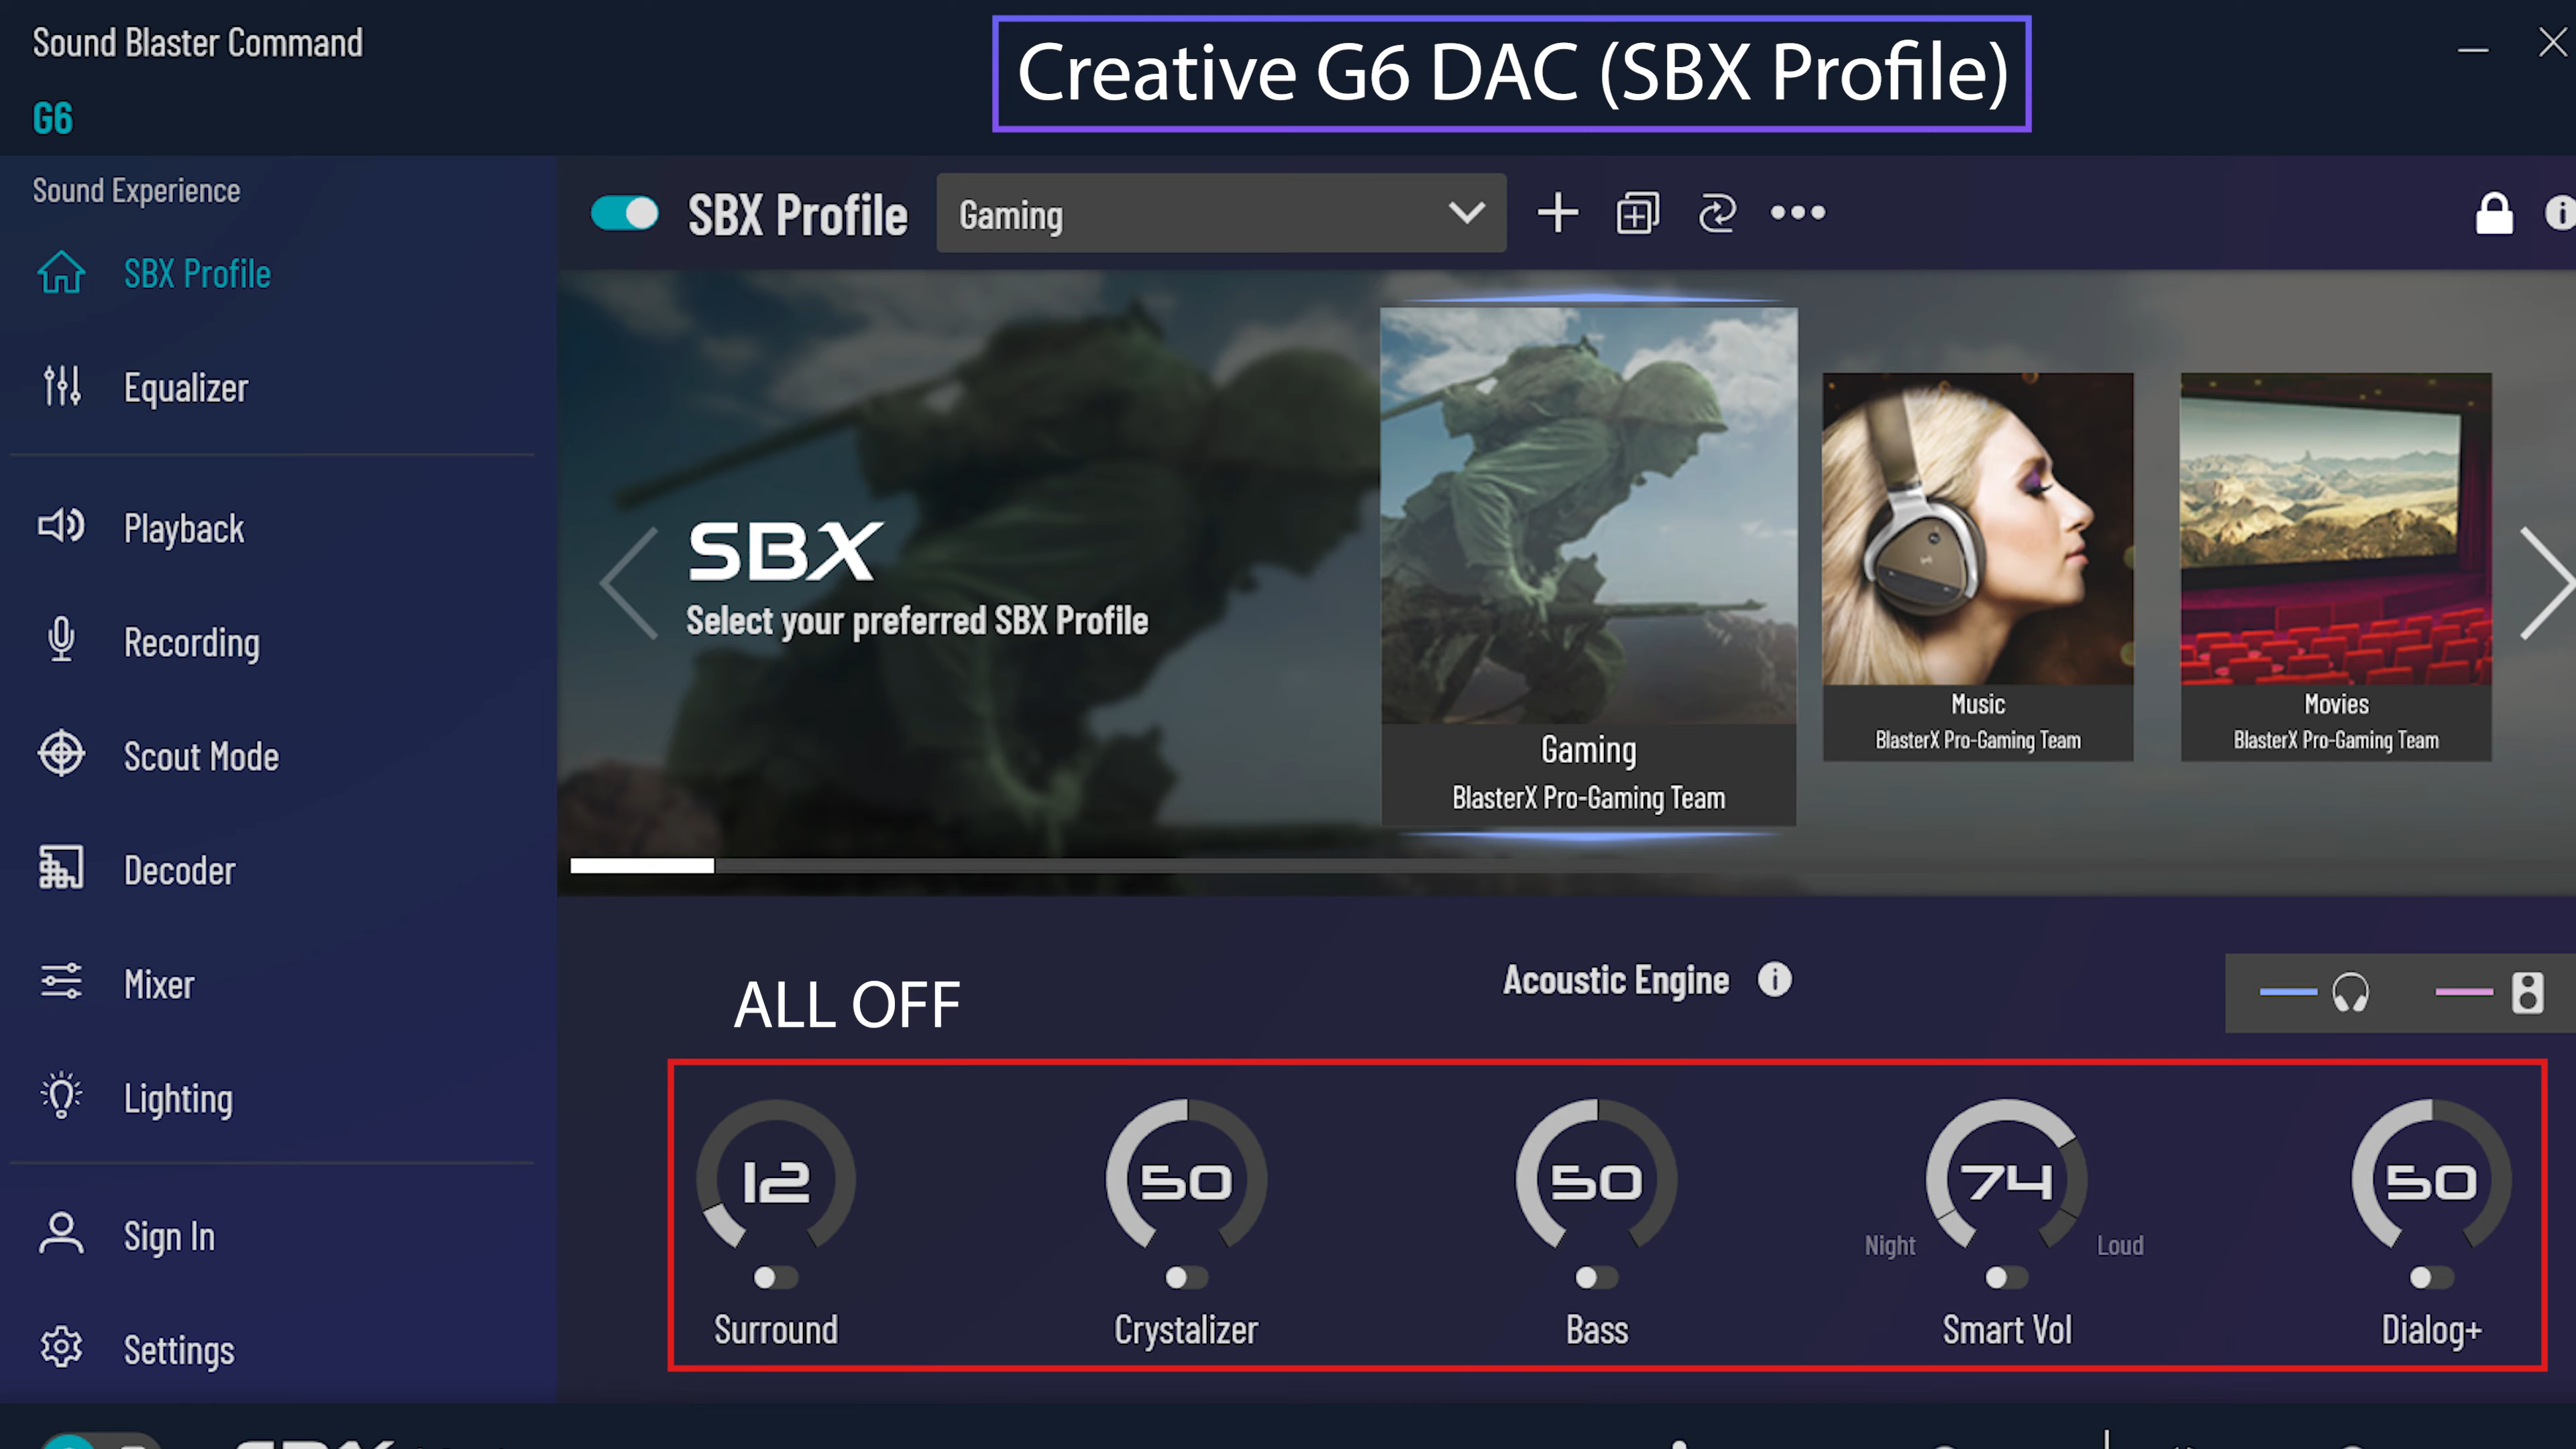 Sound Blaster Command
Creative G6 DAC (SBX Profile)
G6
Sound Experience
SBX Profile
Equalizer
Playback
Recording
Scout Mode
Decoder
Mixer
Lighting
Sign In
Settings
SBX Profile
Gaming
SBX
Select your preferred SBX Profile
Gaming
BlasterX Pro-Gaming Team
Music
BlasterX Pro-Gaming Team
Movies
BlasterX Pro-Gaming Team
ALL OFF
Acoustic Engine
12
50
50
74
50
Night
Loud
Surround
Crystalizer
Bass
Smart Vol
Dialog+